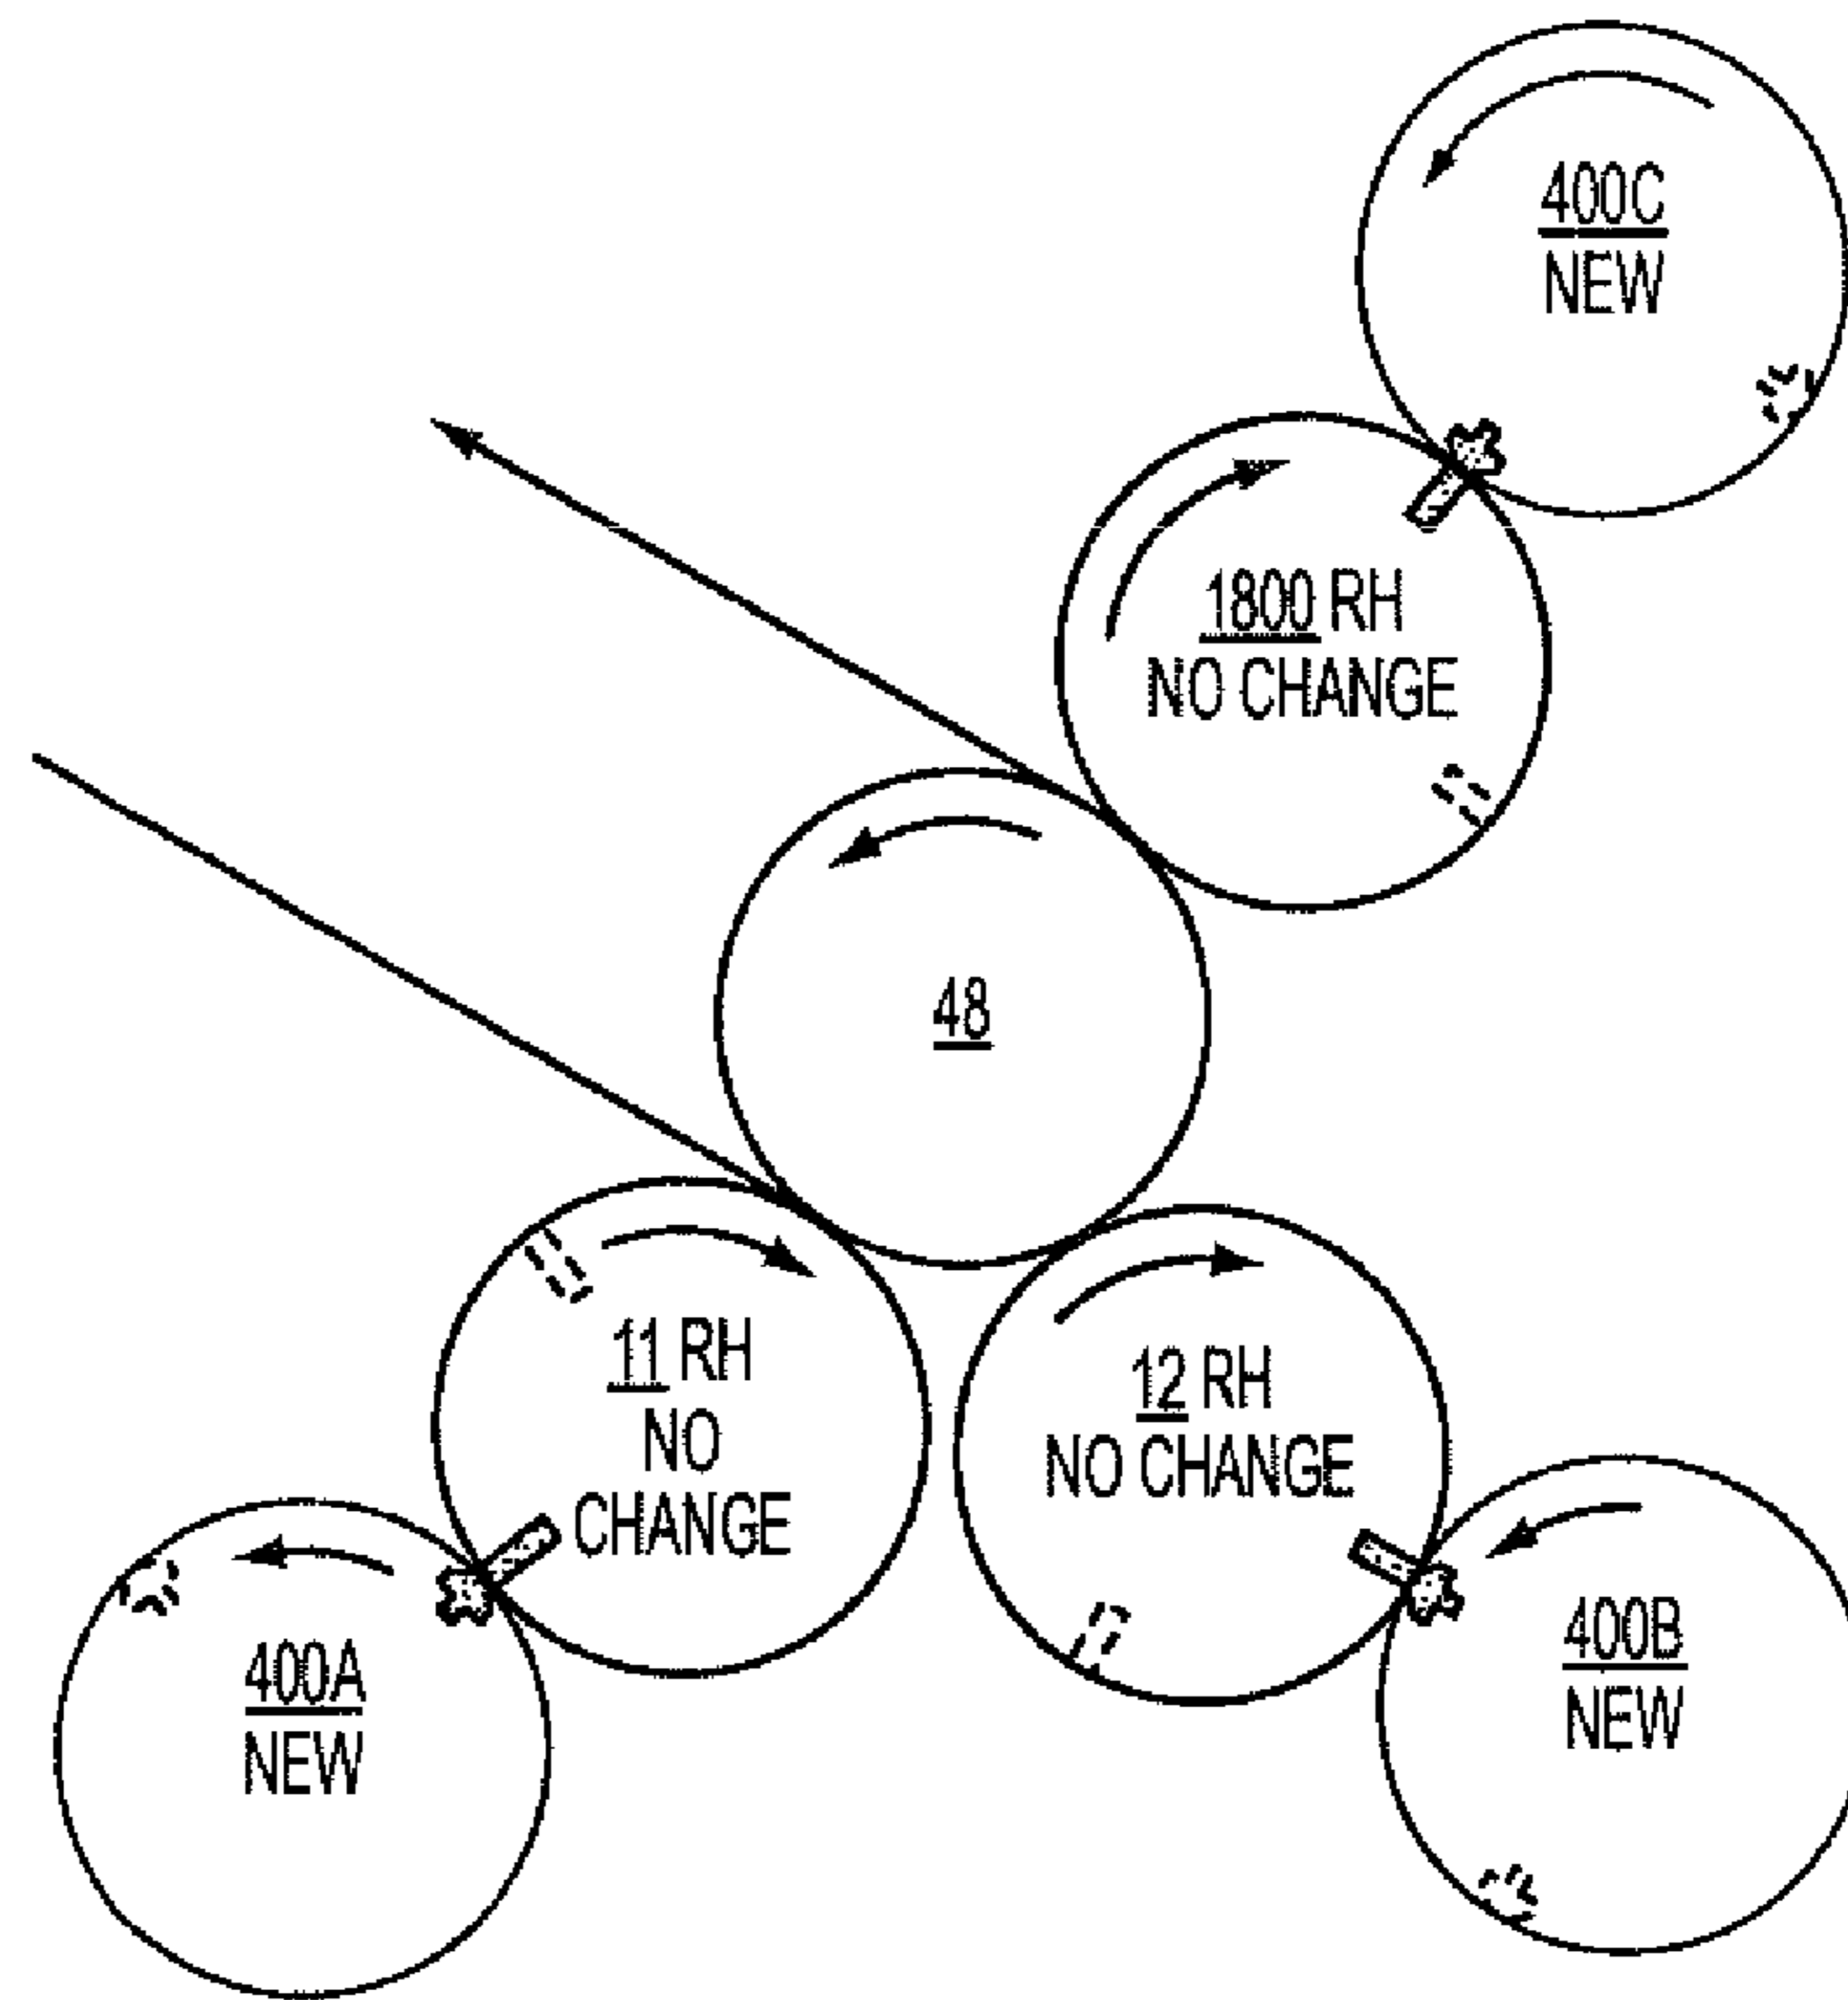 400C
NEW
1800 RH
NO CHANGE
48
11 RH
NO
CHANGE
12 RH
NO CHANGE
400A
NEW
400B
NEW